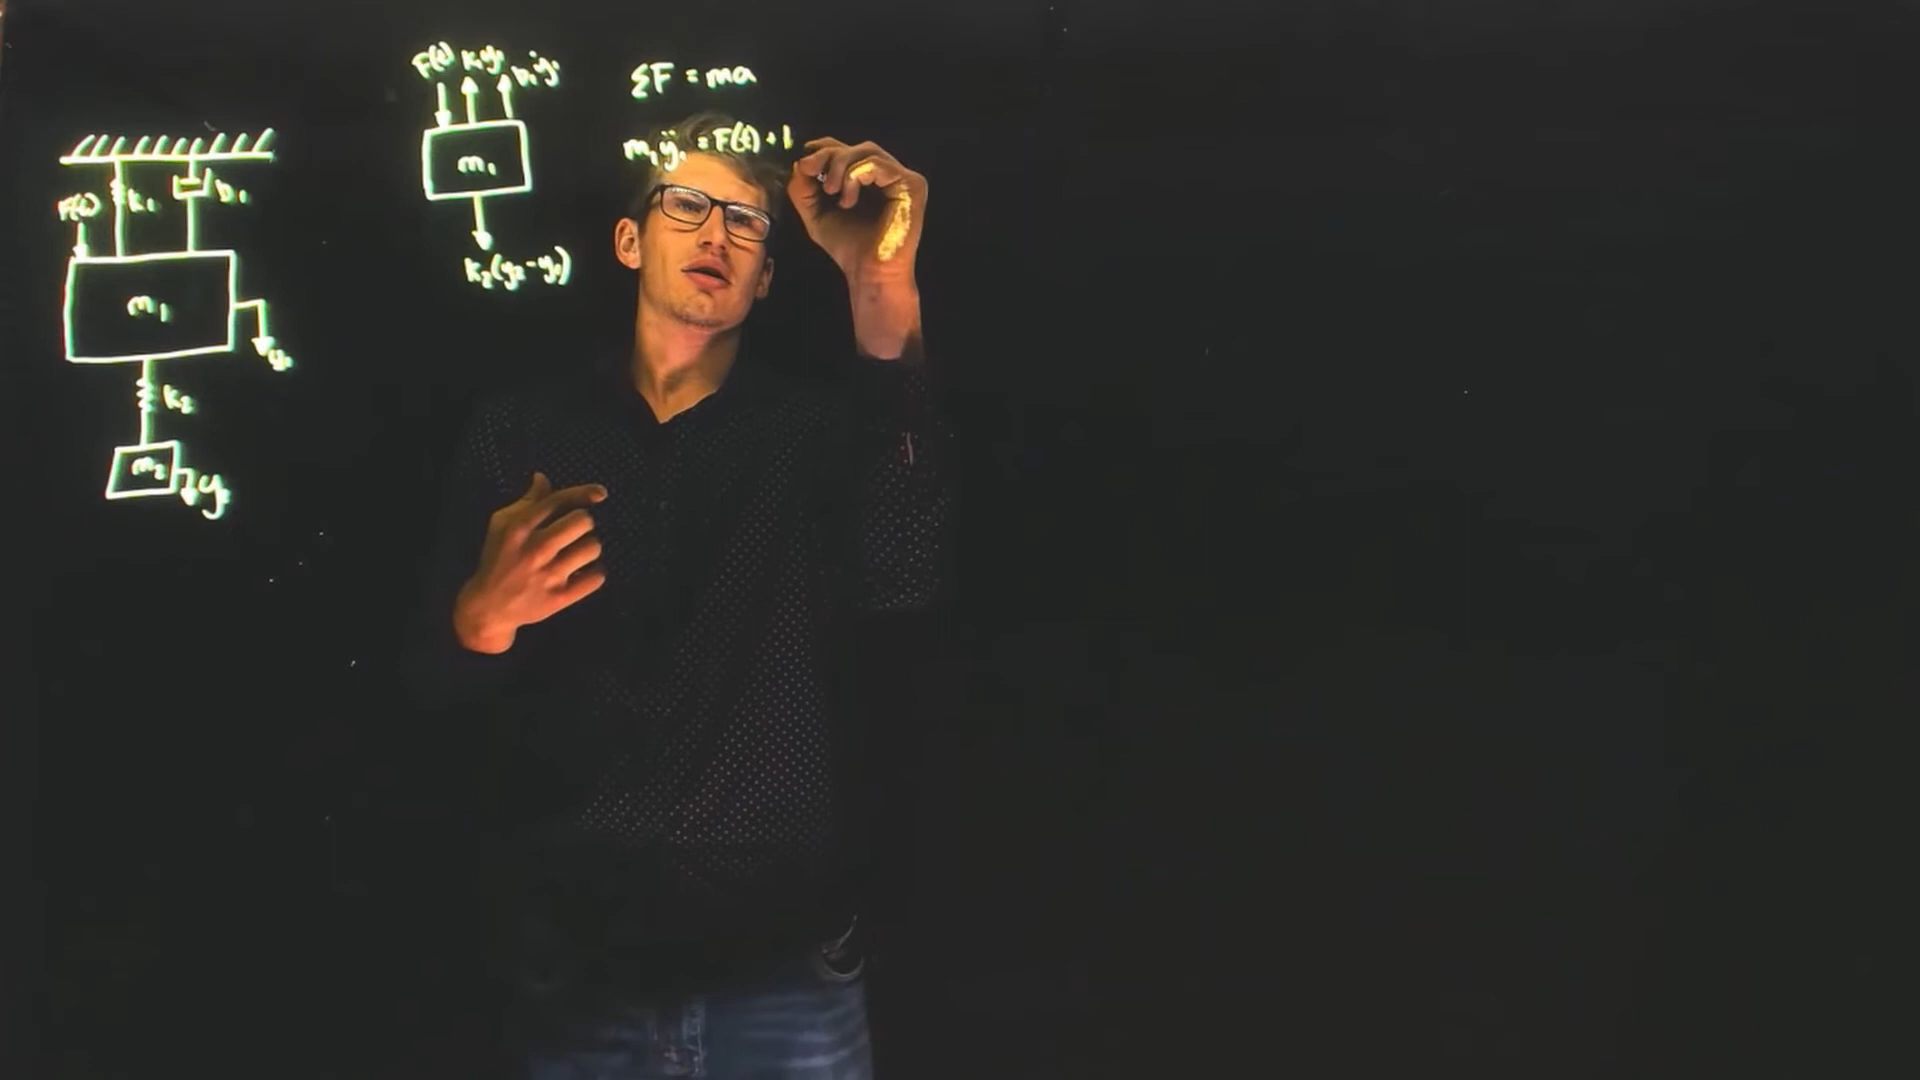 F(t) k₁ b₁
m₁
y₁
k₂
m₂
y₂
F(t) k₁y₁ b₁ẏ₁
m₁
k₂(y₂-y₁)
ΣF = ma
m₁ÿ₁ = F(t) +